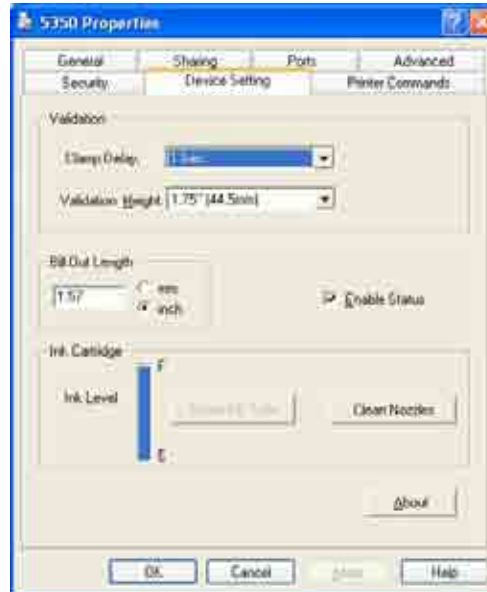 5350 Properties
General Sharing Ports Advanced
Security Device Setting Printer Commands
Validation
Clamp Delay
Validation Height 1.75" (44.5mm)
Bill Out Length
1.57 mm
inch
Enable Status
Ink Cartridge
F
Ink Level
Clean Nozzles
E
About
OK Cancel Help